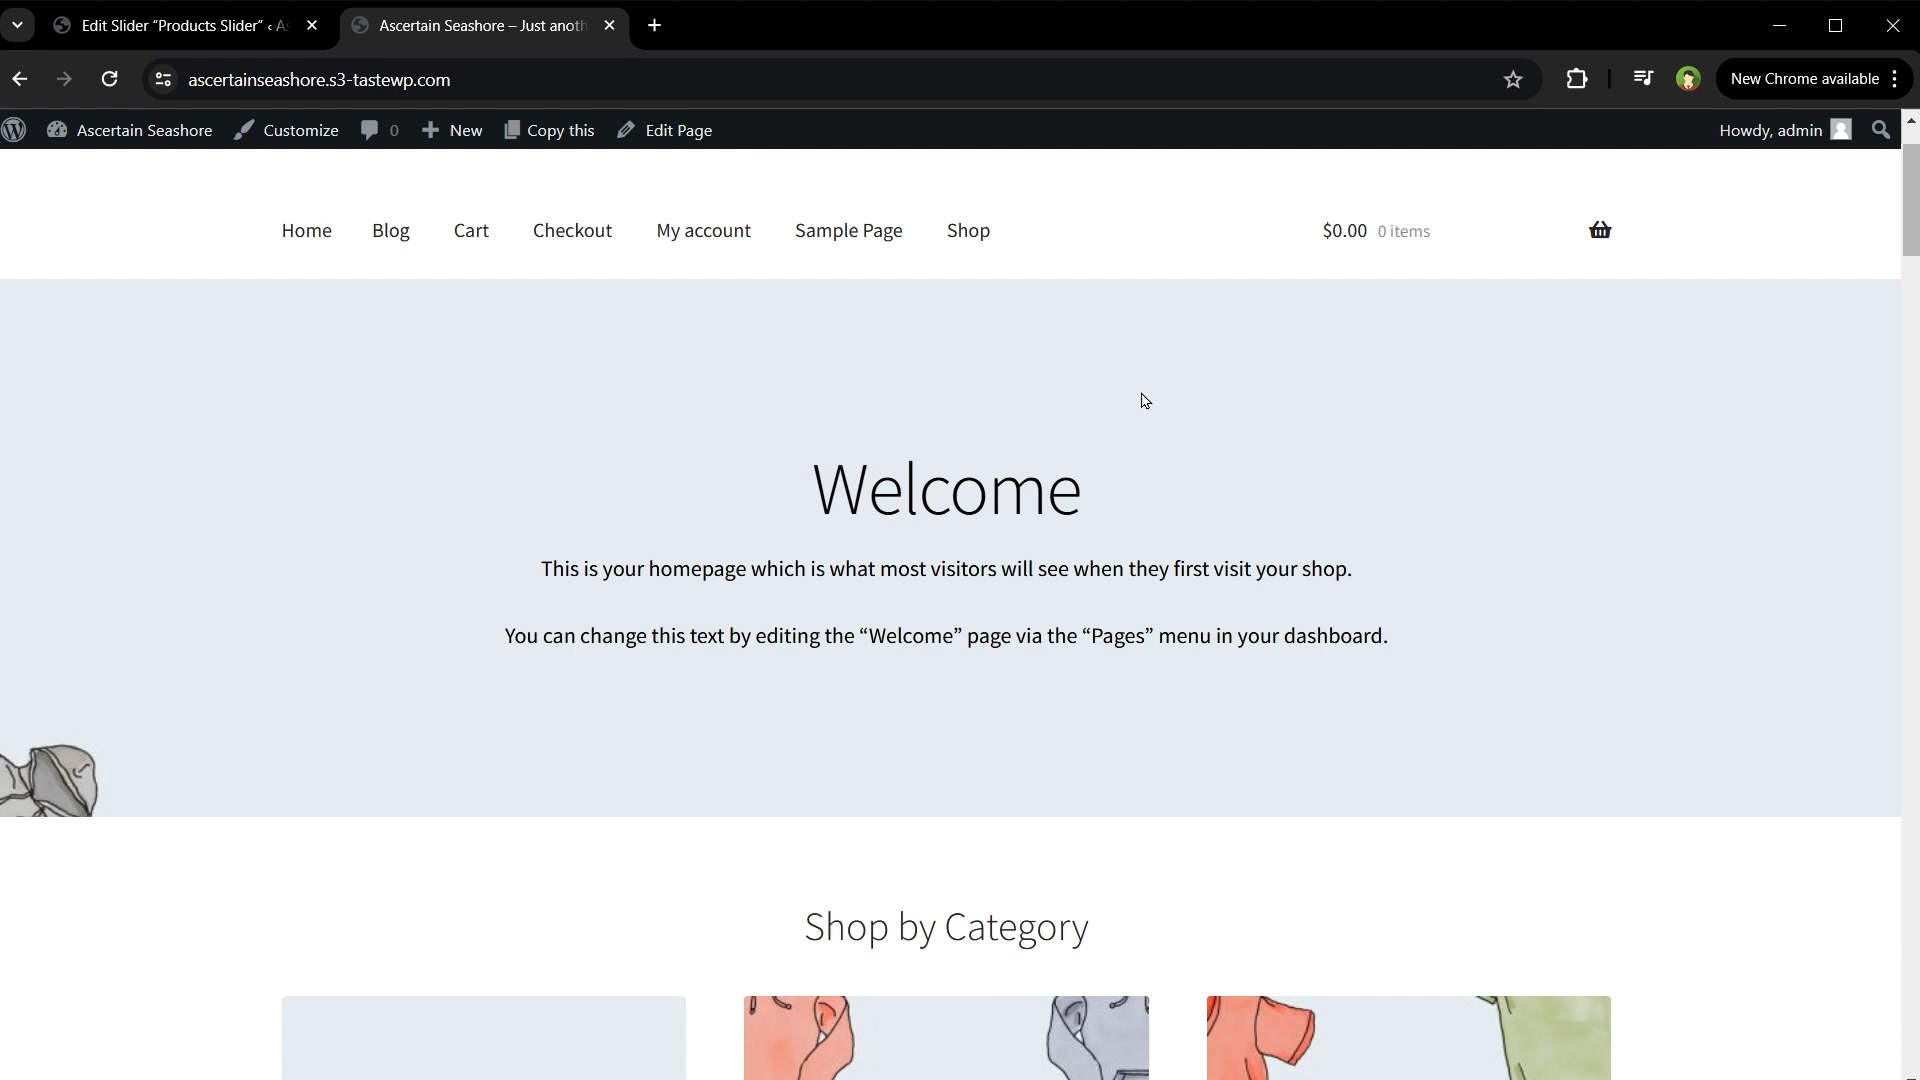 Edit Slider “Products Slider” ‹ As
Ascertain Seashore – Just anoth
ascertainseashore.s3-tastewp.com
New Chrome available
Ascertain Seashore
Customize
0
New
Copy this
Edit Page
Howdy, admin
Home
Blog
Cart
Checkout
My account
Sample Page
Shop
$0.00 0 items
Welcome
This is your homepage which is what most visitors will see when they first visit your shop.
You can change this text by editing the “Welcome” page via the “Pages” menu in your dashboard.
Shop by Category